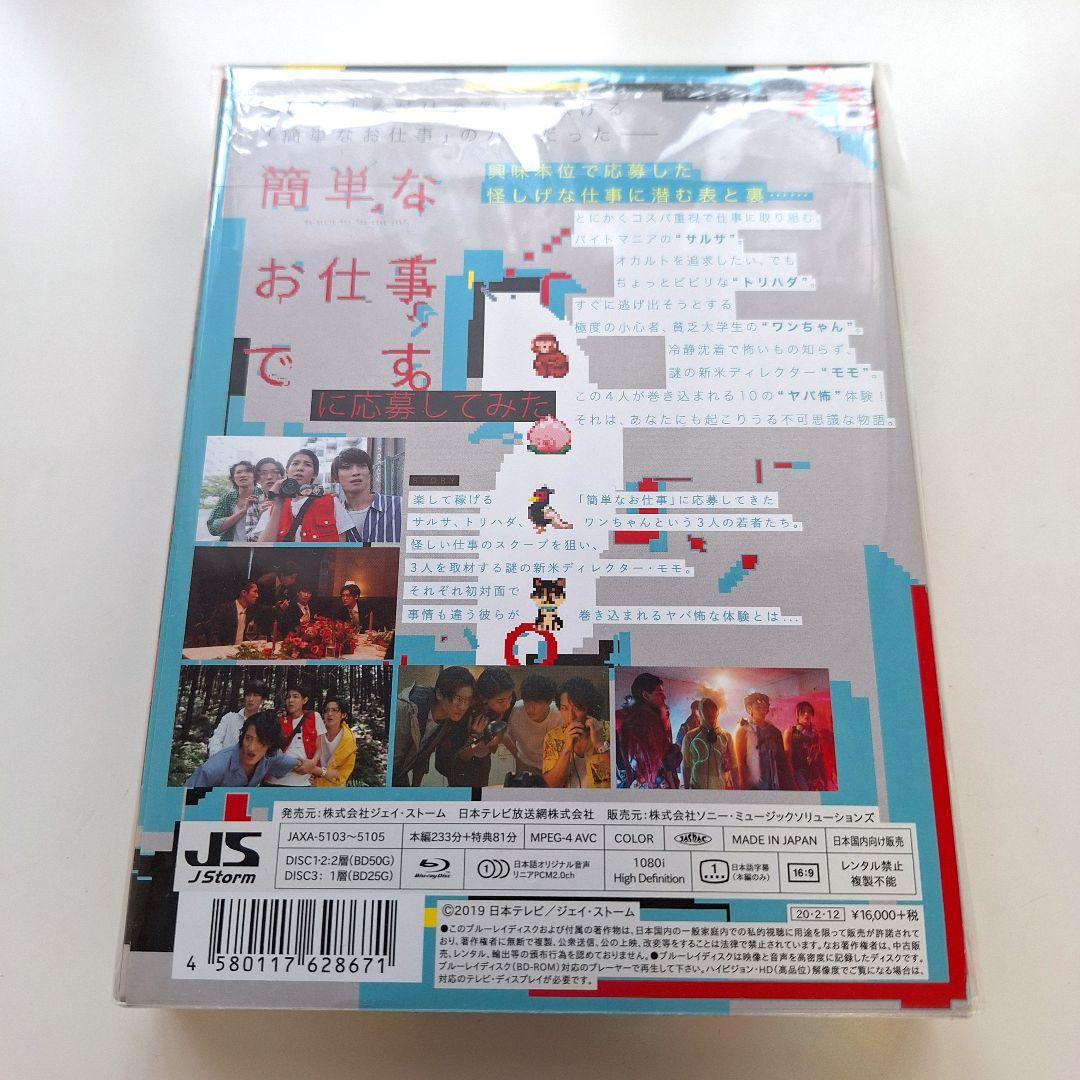 「簡単なお仕事」の
簡単な
お仕事
です。
に応募してみた
興味本位で応募した
怪しげな仕事に潜む表と裏……
とにかくコスパ重視で仕事に取り組む、
バイトマニアの“サルサ”。
オカルトを追求したい、でも
ちょっとビビリな“トリハダ”。
すぐに逃げ出そうとする
極度の小心者、貧乏大学生の“ワンちゃん”。
冷静沈着で怖いもの知らず、
謎の新米ディレクター“モモ”。
この4人が巻き込まれる10の“ヤバ怖”体験!
それは、あなたにも起こりうる不可思議な物語。
STORY
楽して稼げる「簡単なお仕事」に応募してきた
サルサ、トリハダ、ワンちゃんという3人の若者たち。
怪しい仕事のスクープを狙い、
3人を取材する謎の新米ディレクター・モモ。
それぞれ初対面で
事情も違う彼らが巻き込まれるヤバ怖な体験とは…
発売元:株式会社ジェイ・ストーム 日本テレビ放送網株式会社 販売元:株式会社ソニー・ミュージックソリューションズ
JS
J Storm
JAXA-5103〜5105 本編233分+特典81分 MPEG-4 AVC COLOR JASRAC MADE IN JAPAN 日本国内向け販売
DISC1・2:2層(BD50G)
DISC3: 1層(BD25G)
Blu-ray Disc
1 日本語オリジナル音声
リニアPCM2.0ch
1080i
High Definition
1 日本語字幕
(本編のみ)
16:9
レンタル禁止
複製不能
©2019 日本テレビ/ジェイ・ストーム
20・2・12 ¥16,000+税
●このブルーレイディスクおよび付属の著作物は、日本国内の一般家庭内での私的視聴に用途を限って販売が許諾されて
おり、著作権者に無断で複製、公衆送信、公の上映、改変等をすることは法律で禁止されています。なお著作権者は、中古販
売、レンタル、輸出等の頒布行為を認めておりません。●ブルーレイディスクは映像と音声を高密度に記録したディスクです。
ブルーレイディスク(BD-ROM)対応のプレーヤーで再生して下さい。ハイビジョン・HD(高品位)解像度でご覧になる場合は、
対応のテレビ・ディスプレイが必要です。
4 580117 628671